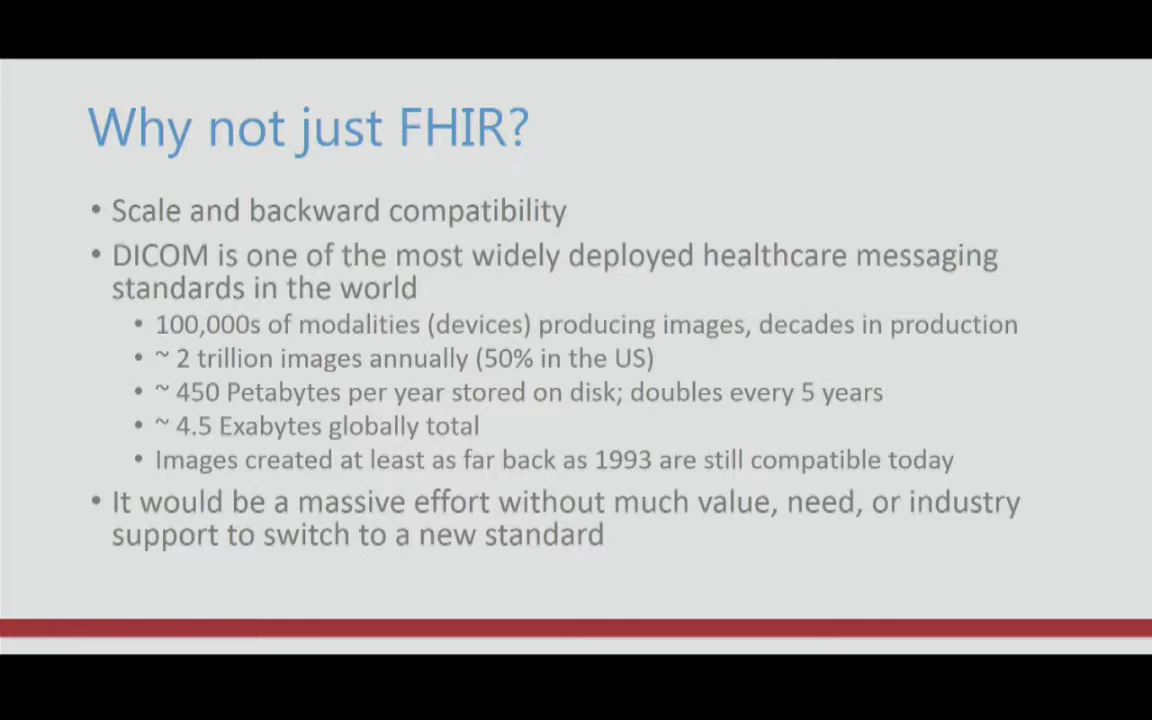 Why not just FHIR?
• Scale and backward compatibility
• DICOM is one of the most widely deployed healthcare messaging
standards in the world
• 100,000s of modalities (devices) producing images, decades in production
• ~ 2 trillion images annually (50% in the US)
• ~ 450 Petabytes per year stored on disk; doubles every 5 years
• ~ 4.5 Exabytes globally total
• Images created at least as far back as 1993 are still compatible today
• It would be a massive effort without much value, need, or industry
support to switch to a new standard